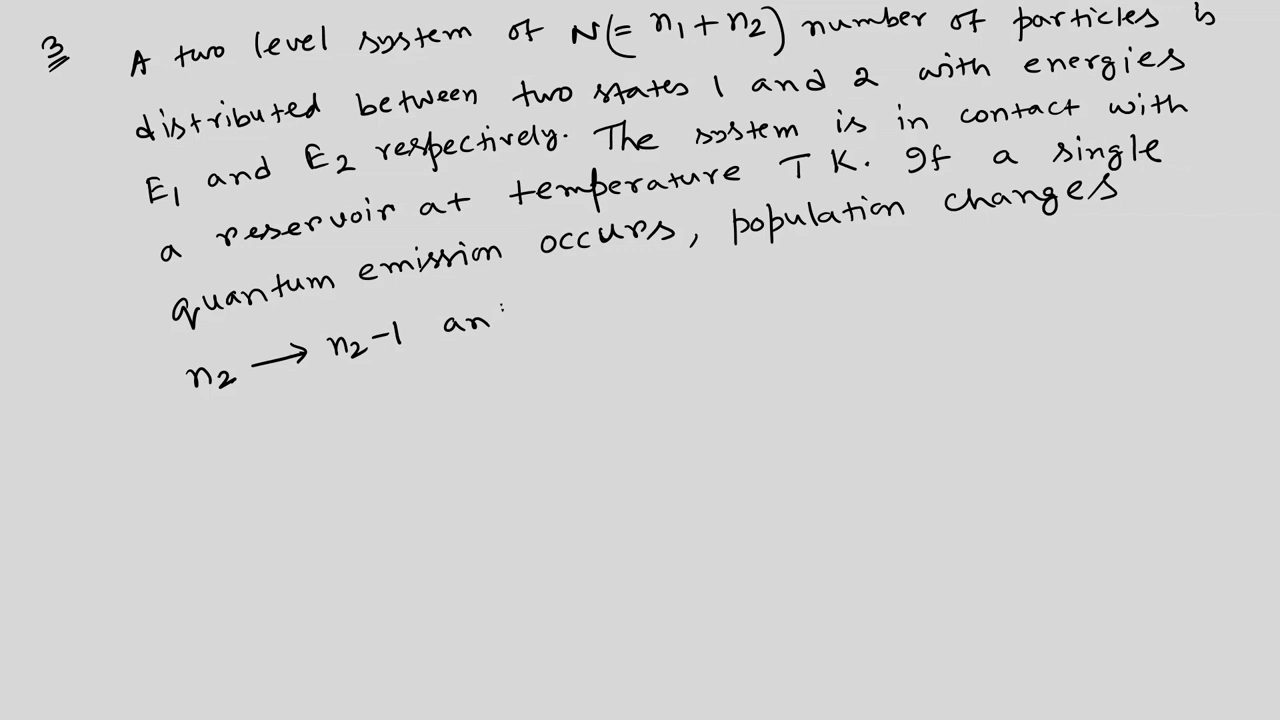 3 A two level system of N(= n₁ + n₂) number of particles is
distributed between two states 1 and 2 with energies
E₁ and E₂ respectively. The system is in contact with
a reservoir at temperature T K. If a single
quantum emission occurs, population changes
n₂ → n₂-1 an